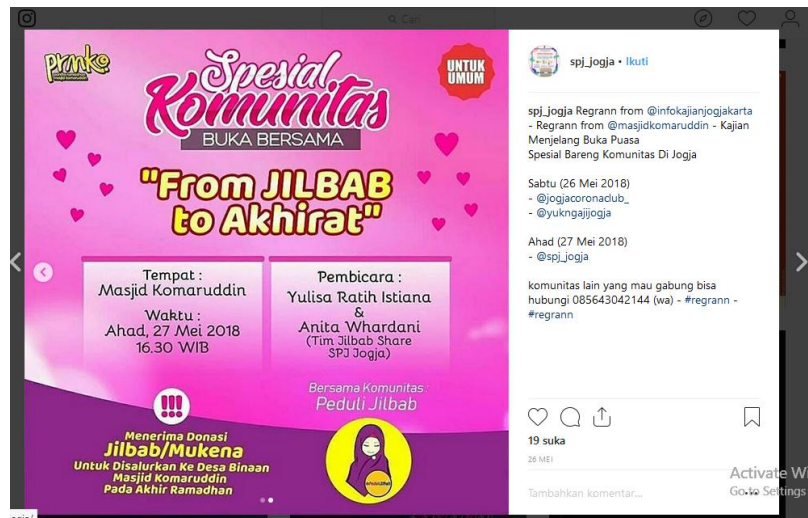 Cari
prmko
Spesial
Komunitas
BUKA BERSAMA
UNTUK
UMUM
"From JILBAB
to Akhirat"
Tempat :
Masjid Komaruddin
Waktu :
Ahad, 27 Mei 2018
16.30 WIB
Pembicara :
Yulisa Ratih Istiana
&
Anita Whardani
(Tim Jilbab Share
SPJ Jogja)
!!!
Menerima Donasi
Jilbab/Mukena
Untuk Disalurkan Ke Desa Binaan
Masjid Komaruddin
Pada Akhir Ramadhan
Bersama Komunitas:
Peduli Jilbab
spj_jogja • Ikuti
spj_jogja Regrann from @infokajianjogjakarta
- Regrann from @masjidkomaruddin - Kajian
Menjelang Buka Puasa
Spesial Bareng Komunitas Di Jogja
Sabtu (26 Mei 2018)
- @jogjacoronaclub_
- @yukngajijogja
Ahad (27 Mei 2018)
- @spj_jogja
komunitas lain yang mau gabung bisa
hubungi 085643042144 (wa) - #regrann -
#regrann
19 suka
26 MEI
Tambahkan komentar...
Activate Wi
Go to Settings